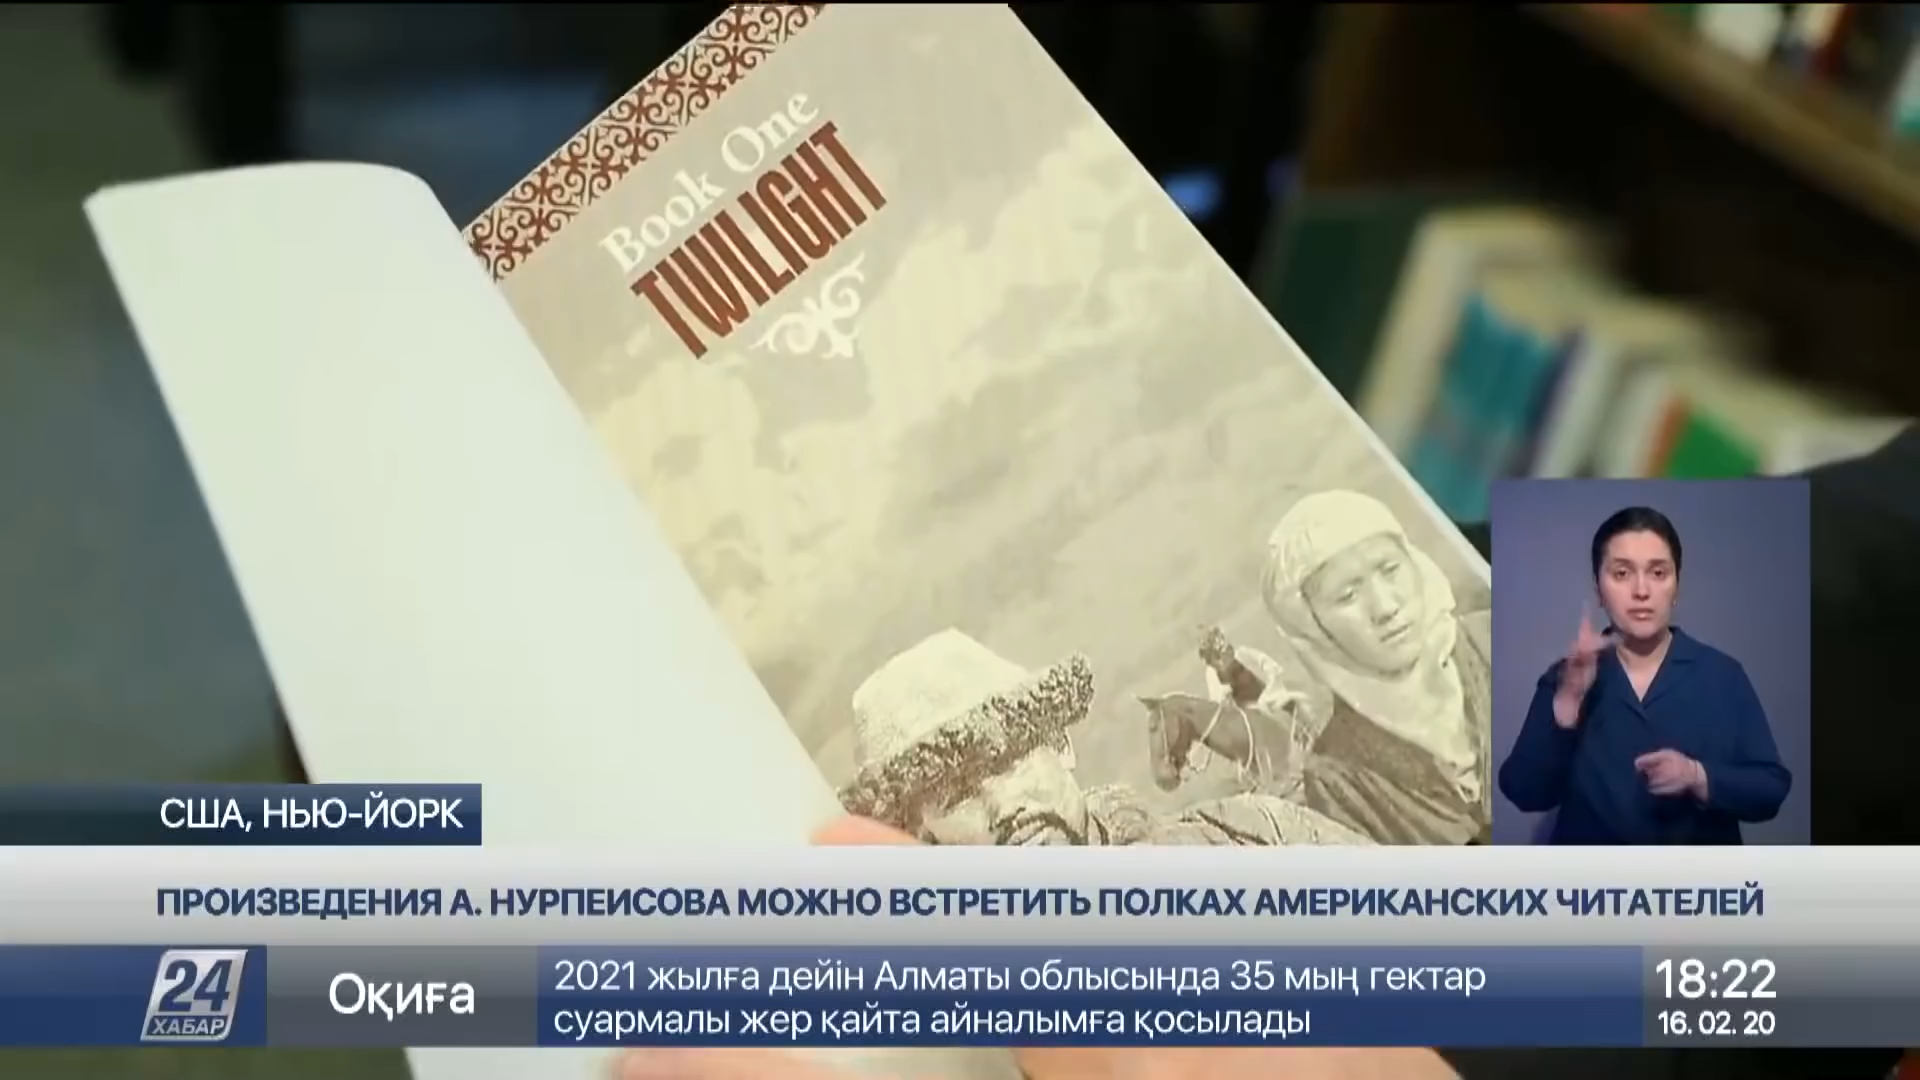 Book One
TWILIGHT
США, НЬЮ-ЙОРК
ПРОИЗВЕДЕНИЯ А. НУРПЕИСОВА МОЖНО ВСТРЕТИТЬ ПОЛКАХ АМЕРИКАНСКИХ ЧИТАТЕЛЕЙ
24
ХАБАР
Оқиға
2021 жылға дейін Алматы облысында 35 мың гектар
суармалы жер қайта айналымға қосылады
18:22
16. 02. 20